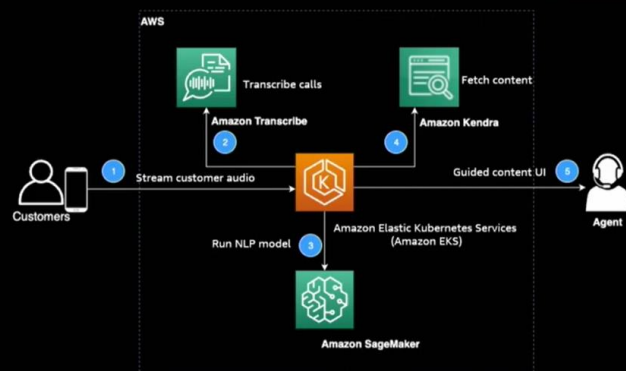 AWS
Transcribe calls
Amazon Transcribe
Fetch content
Amazon Kendra
2
4
1
Stream customer audio
Customers
K
Guided content UI
5
Agent
Amazon Elastic Kubernetes Services
(Amazon EKS)
Run NLP model
3
Amazon SageMaker